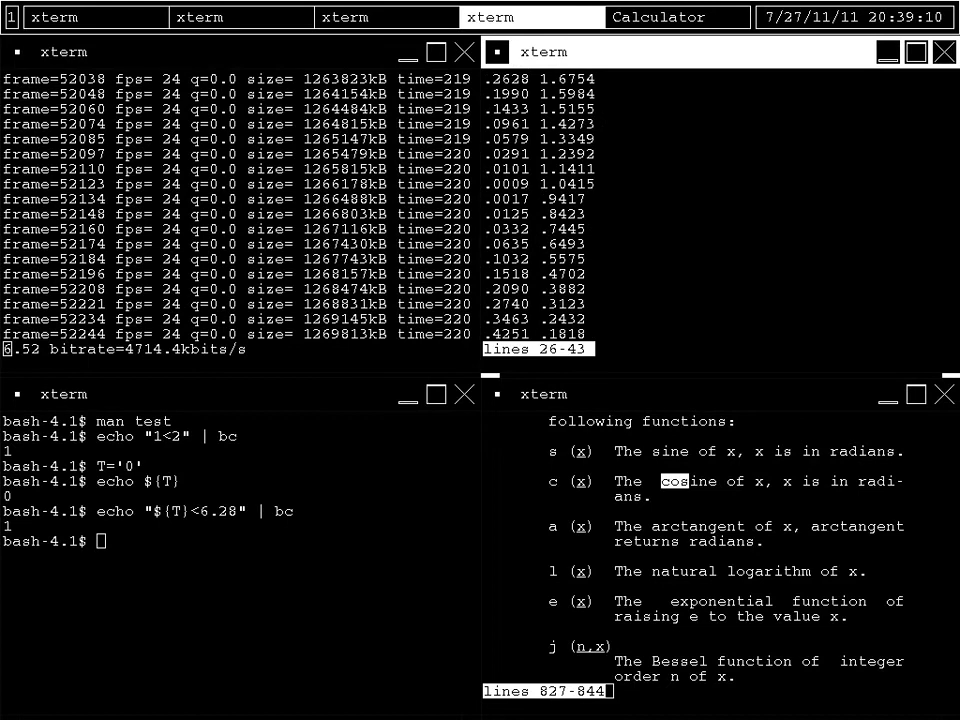 1 xterm xterm xterm xterm Calculator 7/27/11/11 20:39:10
xterm
frame=52038 fps= 24 q=0.0 size= 1263823kB time=219
frame=52048 fps= 24 q=0.0 size= 1264154kB time=219
frame=52060 fps= 24 q=0.0 size= 1264484kB time=219
frame=52074 fps= 24 q=0.0 size= 1264815kB time=219
frame=52085 fps= 24 q=0.0 size= 1265147kB time=219
frame=52097 fps= 24 q=0.0 size= 1265479kB time=220
frame=52110 fps= 24 q=0.0 size= 1265815kB time=220
frame=52123 fps= 24 q=0.0 size= 1266178kB time=220
frame=52134 fps= 24 q=0.0 size= 1266488kB time=220
frame=52148 fps= 24 q=0.0 size= 1266803kB time=220
frame=52160 fps= 24 q=0.0 size= 1267116kB time=220
frame=52174 fps= 24 q=0.0 size= 1267430kB time=220
frame=52184 fps= 24 q=0.0 size= 1267743kB time=220
frame=52196 fps= 24 q=0.0 size= 1268157kB time=220
frame=52208 fps= 24 q=0.0 size= 1268474kB time=220
frame=52221 fps= 24 q=0.0 size= 1268831kB time=220
frame=52234 fps= 24 q=0.0 size= 1269145kB time=220
frame=52244 fps= 24 q=0.0 size= 1269813kB time=220
6.52 bitrate=4714.4kbits/s
xterm
.2628 1.6754
.1990 1.5984
.1433 1.5155
.0961 1.4273
.0579 1.3349
.0291 1.2392
.0101 1.1411
.0009 1.0415
.0017 .9417
.0125 .8423
.0332 .7445
.0635 .6493
.1032 .5575
.1518 .4702
.2090 .3882
.2740 .3123
.3463 .2432
.4251 .1818
lines 26-43
xterm
bash-4.1$ man test
bash-4.1$ echo "1<2" | bc
1
bash-4.1$ T='0'
bash-4.1$ echo ${T}
0
bash-4.1$ echo "${T}<6.28" | bc
1
bash-4.1$
xterm
following functions:
s (x) The sine of x, x is in radians.
c (x) The cosine of x, x is in radi-
ans.
a (x) The arctangent of x, arctangent
returns radians.
l (x) The natural logarithm of x.
e (x) The exponential function of
raising e to the value x.
j (n,x)
The Bessel function of integer
order n of x.
lines 827-844